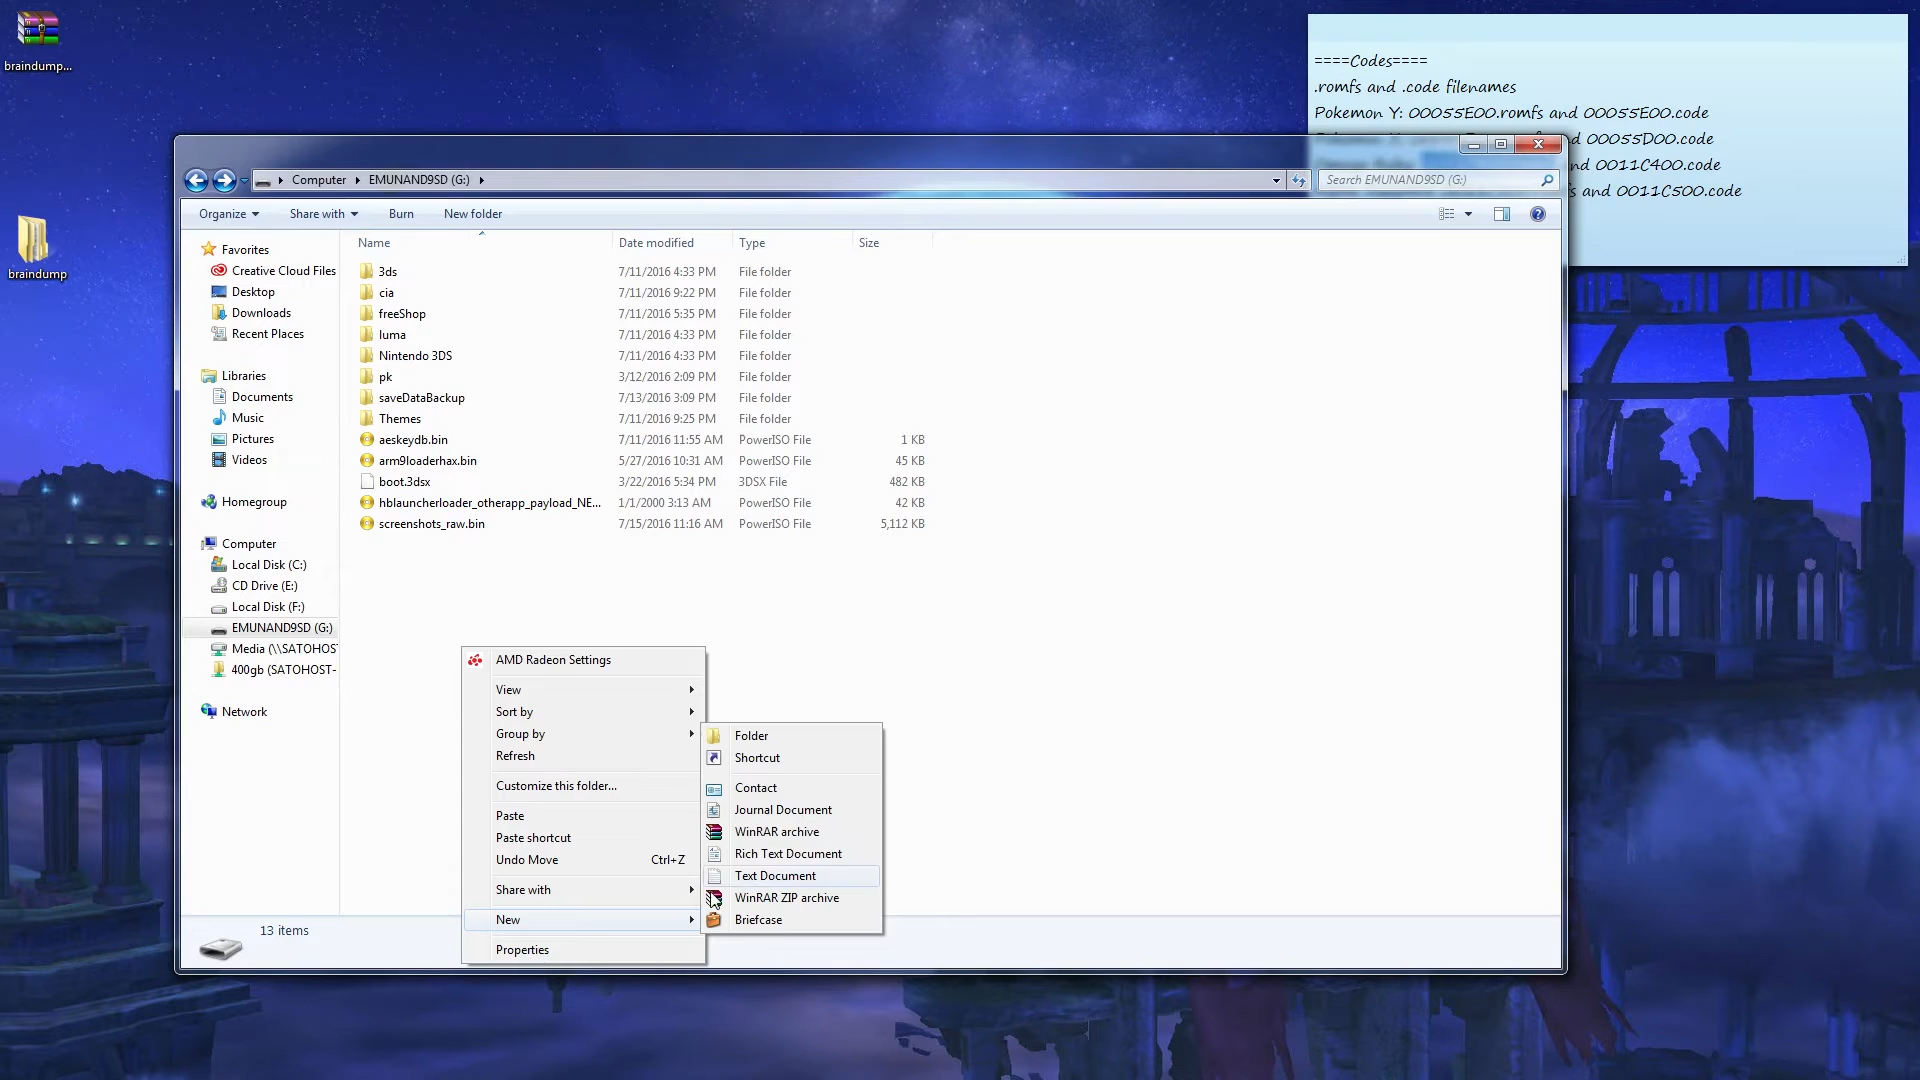 braindump...
braindump
====Codes====
.romfs and .code filenames
Pokemon Y: 00055E00.romfs and 00055E00.code
d 00055D00.code
nd 0011C400.code
s and 0011C500.code
Computer
EMUNAND9SD (G:)
Search EMUNAND9SD (G:)
Organize
Share with
Burn
New folder
Name
Date modified
Type
Size
Favorites
Creative Cloud Files
Desktop
Downloads
Recent Places
Libraries
Documents
Music
Pictures
Videos
Homegroup
Computer
Local Disk (C:)
CD Drive (E:)
Local Disk (F:)
EMUNAND9SD (G:)
Media (\\SATOHOST
400gb (SATOHOST-
Network
3ds 7/11/2016 4:33 PM File folder
cia 7/11/2016 9:22 PM File folder
freeShop 7/11/2016 5:35 PM File folder
luma 7/11/2016 4:33 PM File folder
Nintendo 3DS 7/11/2016 4:33 PM File folder
pk 3/12/2016 2:09 PM File folder
saveDataBackup 7/13/2016 3:09 PM File folder
Themes 7/11/2016 9:25 PM File folder
aeskeydb.bin 7/11/2016 11:55 AM PowerISO File 1 KB
arm9loaderhax.bin 5/27/2016 10:31 AM PowerISO File 45 KB
boot.3dsx 3/22/2016 5:34 PM 3DSX File 482 KB
hblauncherloader_otherapp_payload_NE... 1/1/2000 3:13 AM PowerISO File 42 KB
screenshots_raw.bin 7/15/2016 11:16 AM PowerISO File 5,112 KB
AMD Radeon Settings
View
Sort by
Group by
Refresh
Customize this folder...
Paste
Paste shortcut
Undo Move Ctrl+Z
Share with
New
Properties
Folder
Shortcut
Contact
Journal Document
WinRAR archive
Rich Text Document
Text Document
WinRAR ZIP archive
Briefcase
13 items